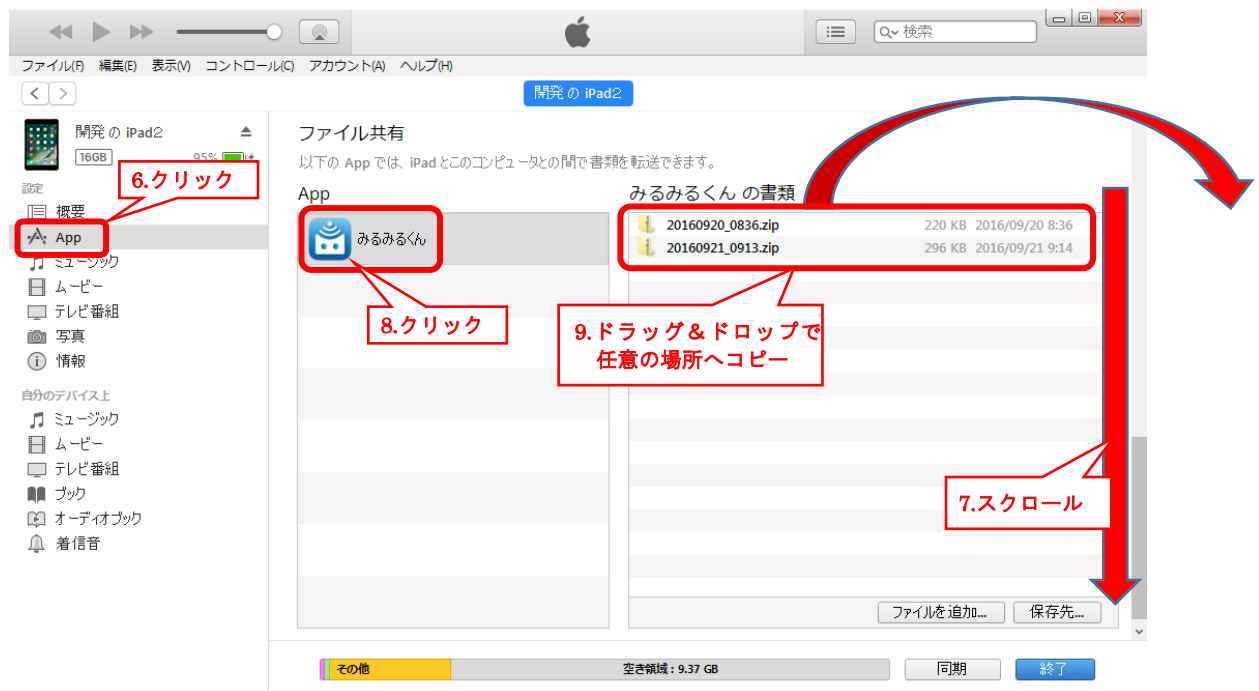 検索
ファイル(F) 編集(E) 表示(V) コントロール(C) アカウント(A) ヘルプ(H)
開発 の iPad2
開発 の iPad2
16GB 95%
6.クリック
設定
概要
App
ミュージック
ムービー
テレビ番組
写真
情報
自分のデバイス上
ミュージック
ムービー
テレビ番組
ブック
オーディオブック
着信音
ファイル共有
以下の App では、iPad とこのコンピュータとの間で書類を転送できます。
App
みるみるくん
8.クリック
みるみるくん の書類
20160920_0836.zip 220 KB 2016/09/20 8:36
20160921_0913.zip 296 KB 2016/09/21 9:14
9.ドラッグ＆ドロップで
任意の場所へコピー
7.スクロール
ファイルを追加... 保存先...
その他 空き領域 : 9.37 GB 同期 終了